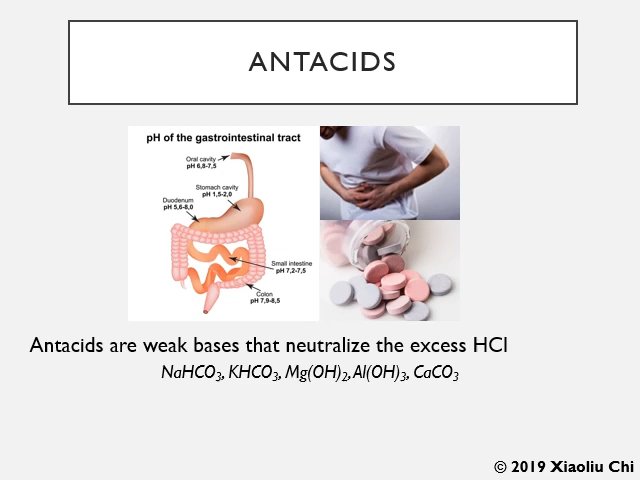 ANTACIDS
pH of the gastrointestinal tract
Oral cavity
pH 6,8-7,5
Stomach cavity
pH 1,5-2,0
Duodenum
pH 5,6-8,0
Small intestine
pH 7,2-7,5
Colon
pH 7,9-8,5
Antacids are weak bases that neutralize the excess HCl
NaHCO₃, KHCO₃, Mg(OH)₂, Al(OH)₃, CaCO₃
© 2019 Xiaoliu Chi